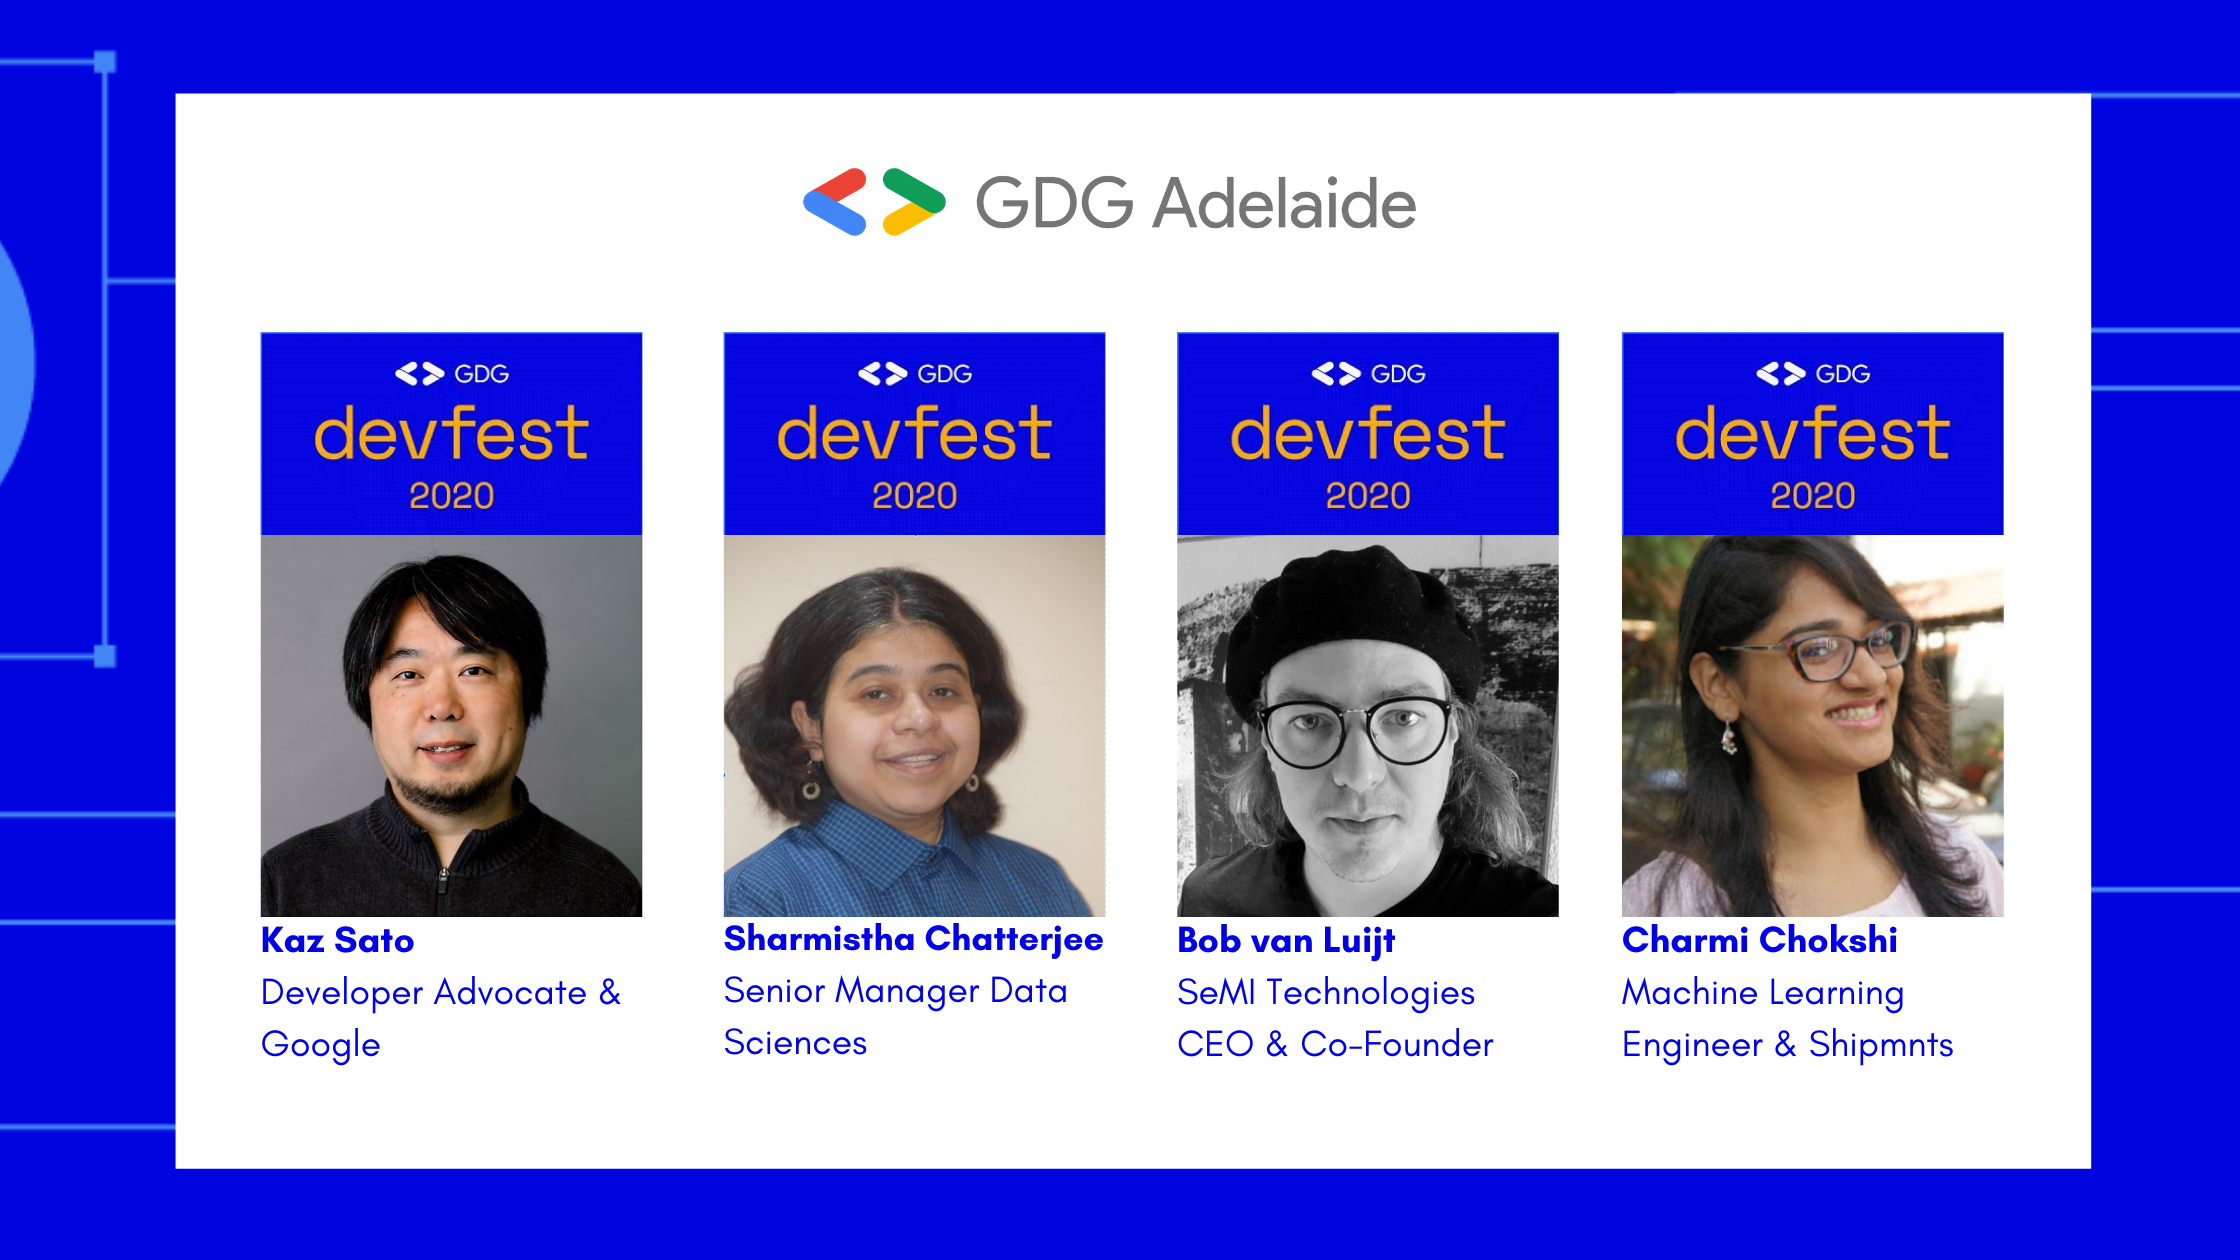 GDG Adelaide
GDG
devfest
2020
Kaz Sato
Developer Advocate &
Google
GDG
devfest
2020
Sharmistha Chatterjee
Senior Manager Data
Sciences
GDG
devfest
2020
Bob van Luijt
SeMI Technologies
CEO & Co-Founder
GDG
devfest
2020
Charmi Chokshi
Machine Learning
Engineer & Shipmnts